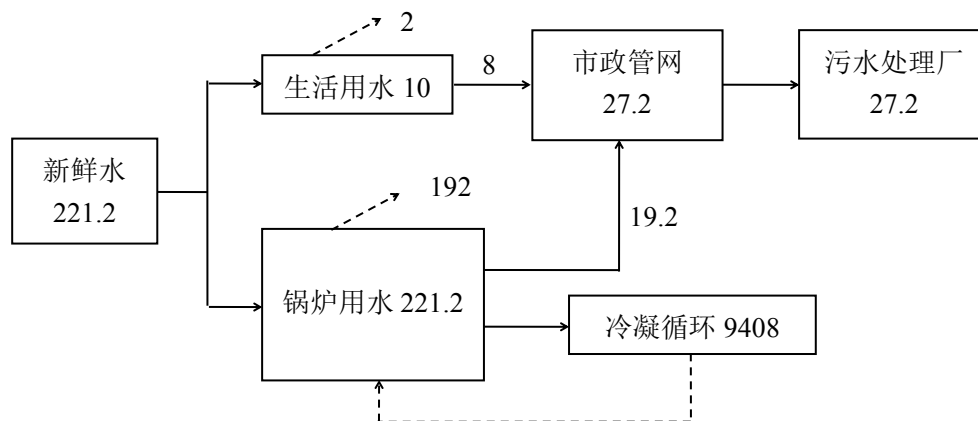 2
生活用水 10
8
市政管网
27.2
污水处理厂
27.2
新鲜水
221.2
192
锅炉用水 221.2
19.2
冷凝循环 9408